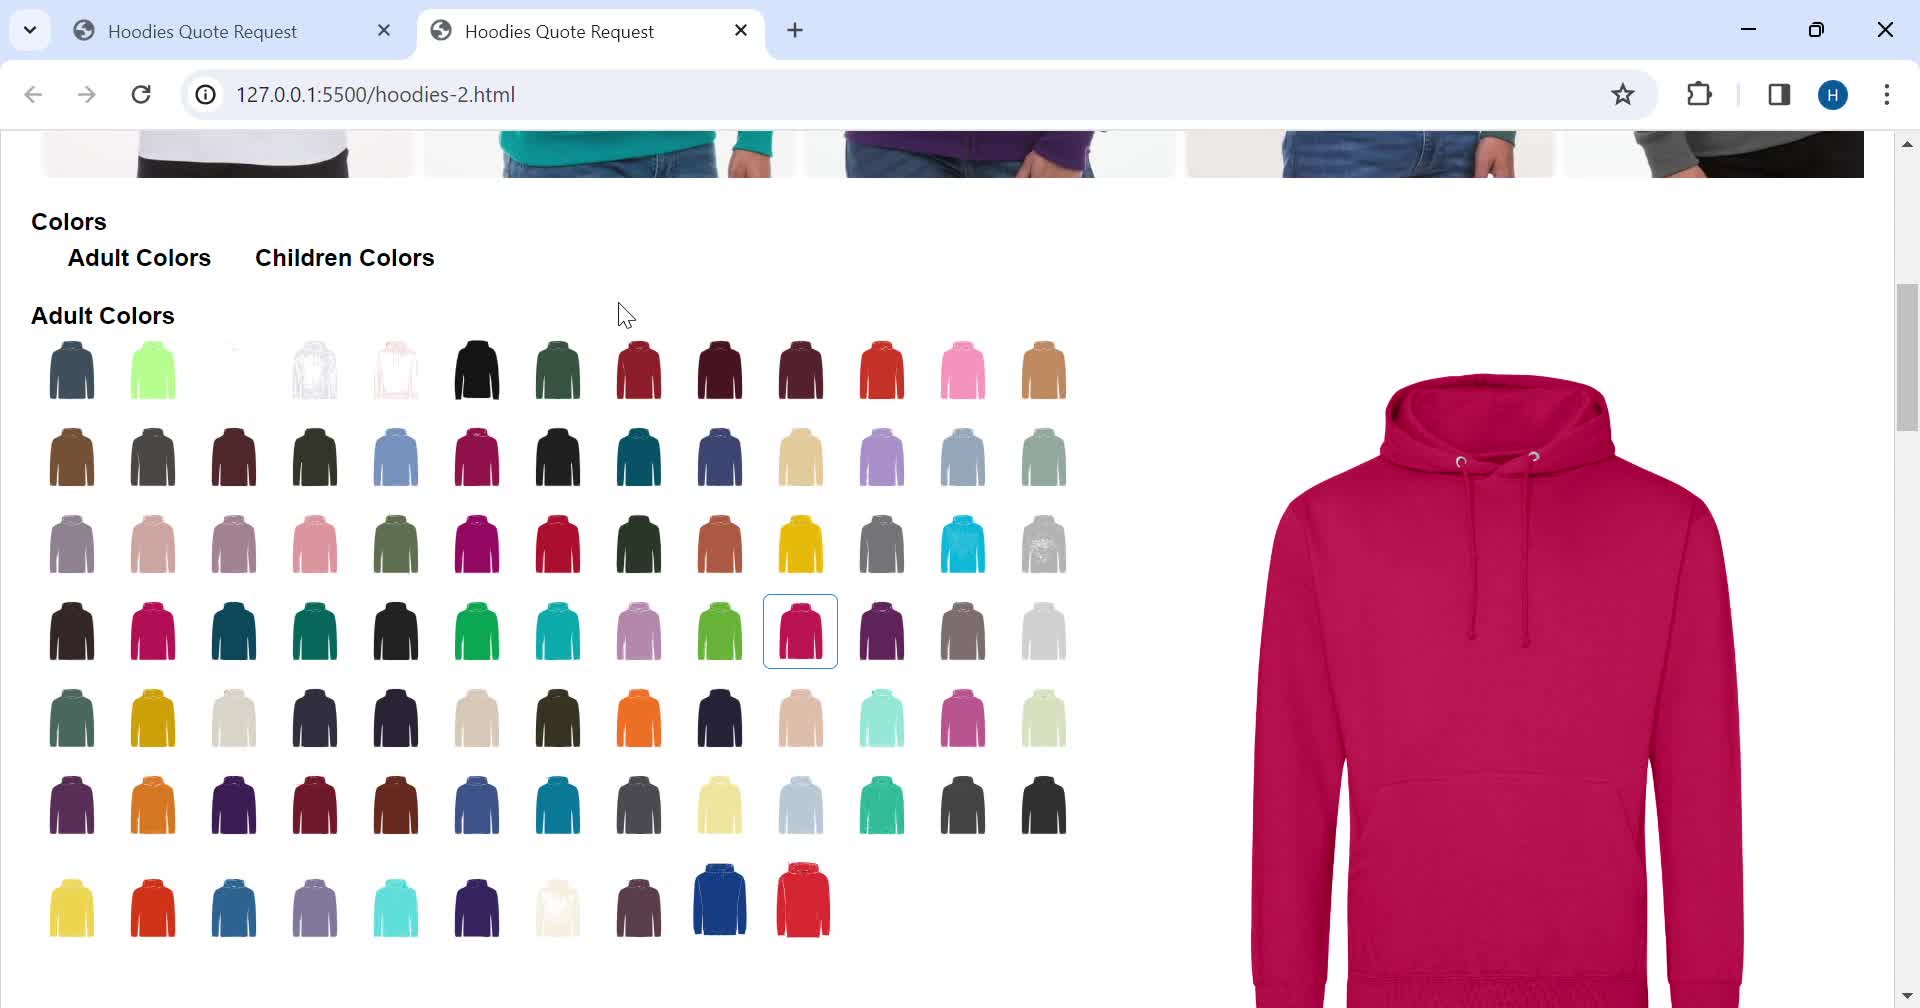 Hoodies Quote Request
Hoodies Quote Request
127.0.0.1:5500/hoodies-2.html
H
Colors
Adult Colors
Children Colors
Adult Colors